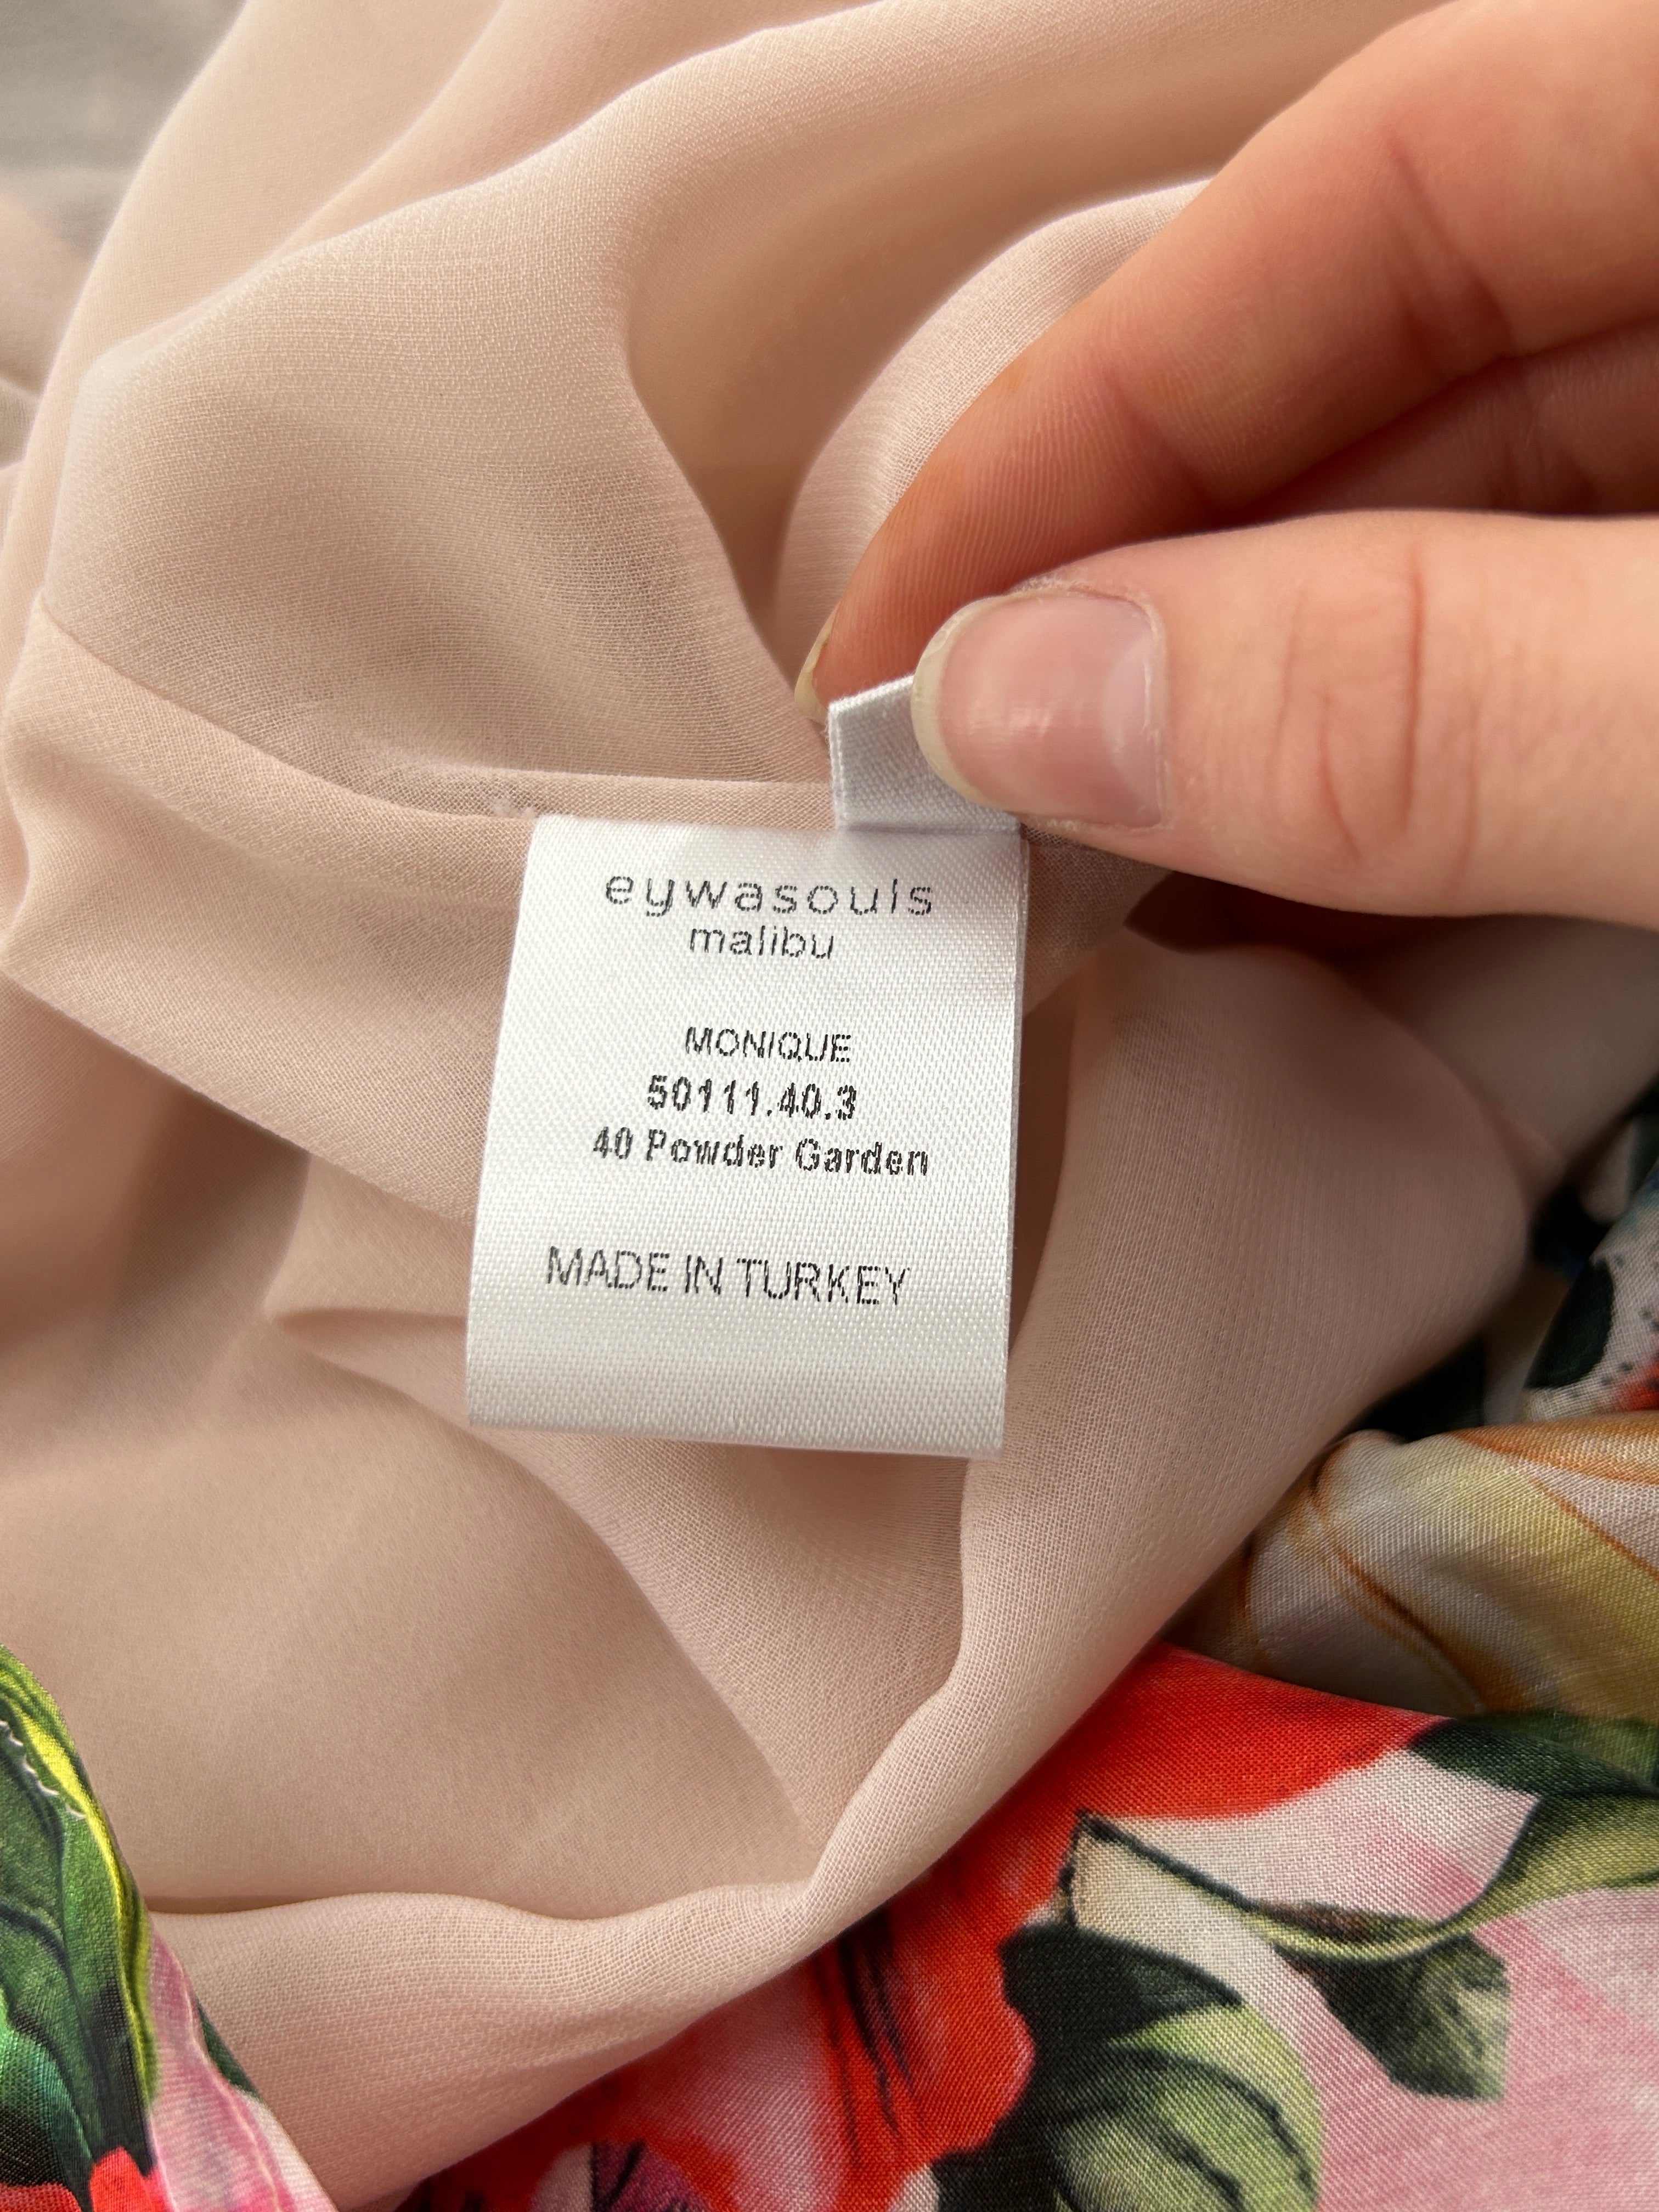 eywasouls
malibu
MONIQUE
50111.40.3
40 Powder Garden
MADE IN TURKEY